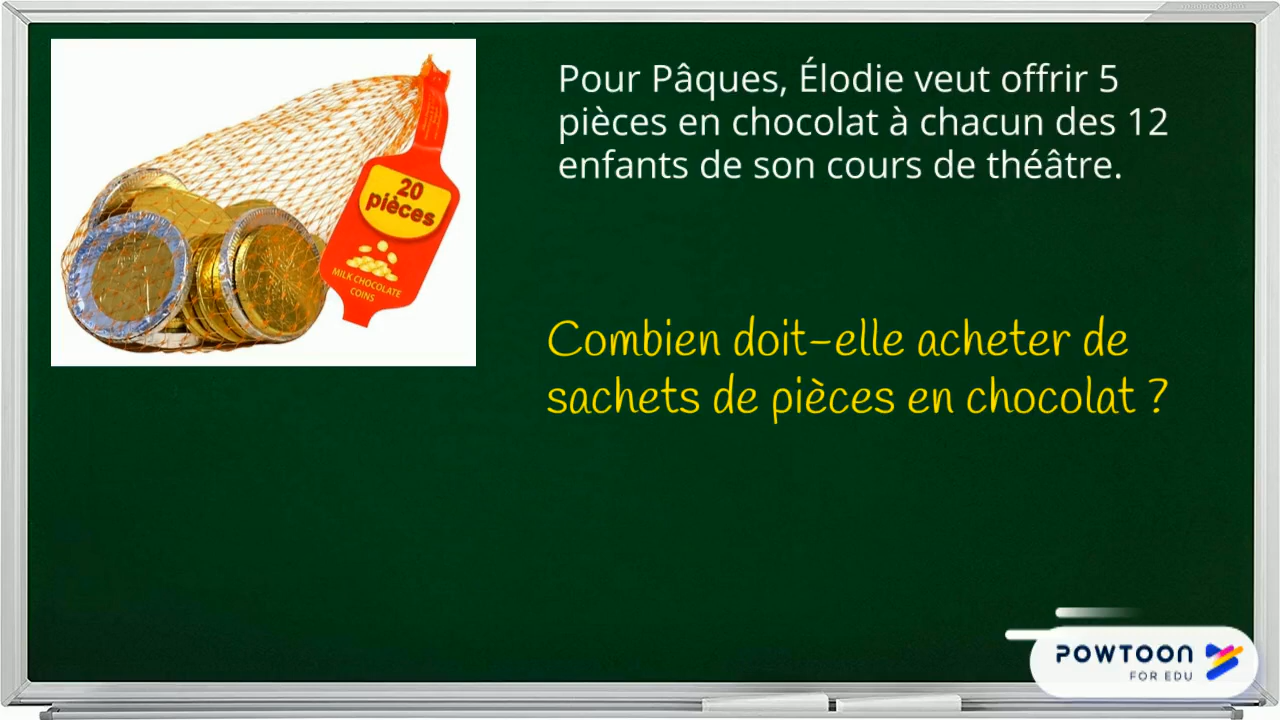 Pour Pâques, Élodie veut offrir 5
pièces en chocolat à chacun des 12
enfants de son cours de théâtre.
20
pièces
MILK CHOCOLATE
COINS
Combien doit-elle acheter de
sachets de pièces en chocolat ?
POWTOON
FOR EDU